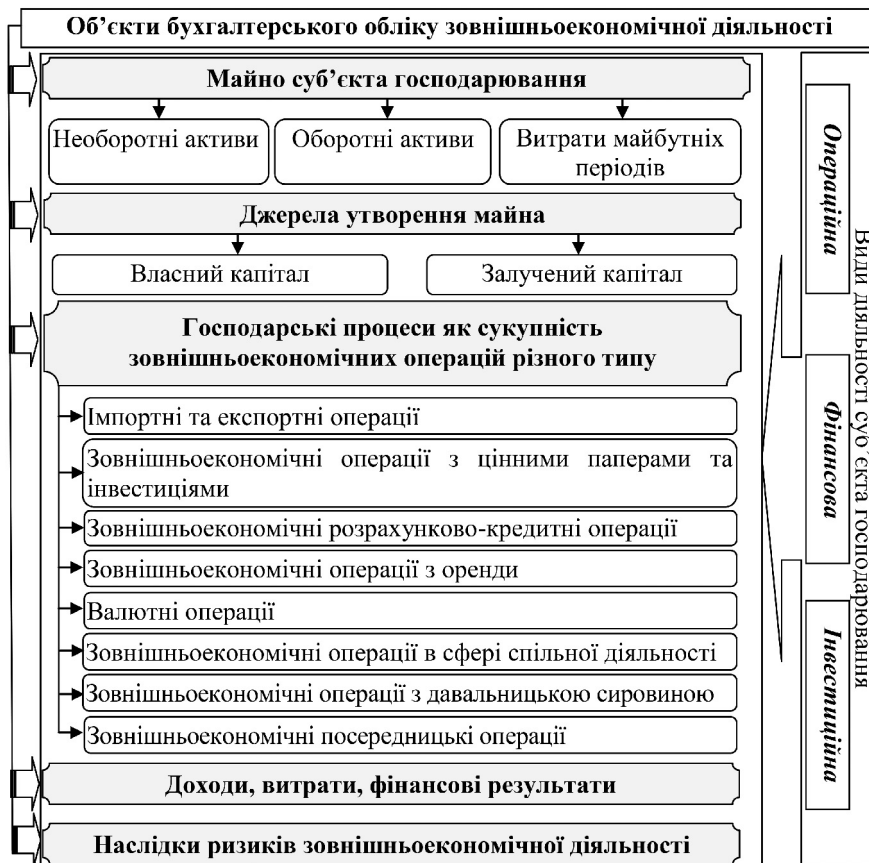 Об’єкти бухгалтерського обліку зовнішньоекономічної діяльності
Майно суб’єкта господарювання
Необоротні активи
Оборотні активи
Витрати майбутніх
періодів
Джерела утворення майна
Власний капітал
Залучений капітал
Господарські процеси як сукупність
зовнішньоекономічних операцій різного типу
Імпортні та експортні операції
Зовнішньоекономічні операції з цінними паперами та
інвестиціями
Зовнішньоекономічні розрахунково-кредитні операції
Зовнішньоекономічні операції з оренди
Валютні операції
Зовнішньоекономічні операції в сфері спільної діяльності
Зовнішньоекономічні операції з давальницькою сировиною
Зовнішньоекономічні посередницькі операції
Доходи, витрати, фінансові результати
Наслідки ризиків зовнішньоекономічної діяльності
Операційна
Фінансова
Інвестиційна
Види діяльності суб’єкта господарювання